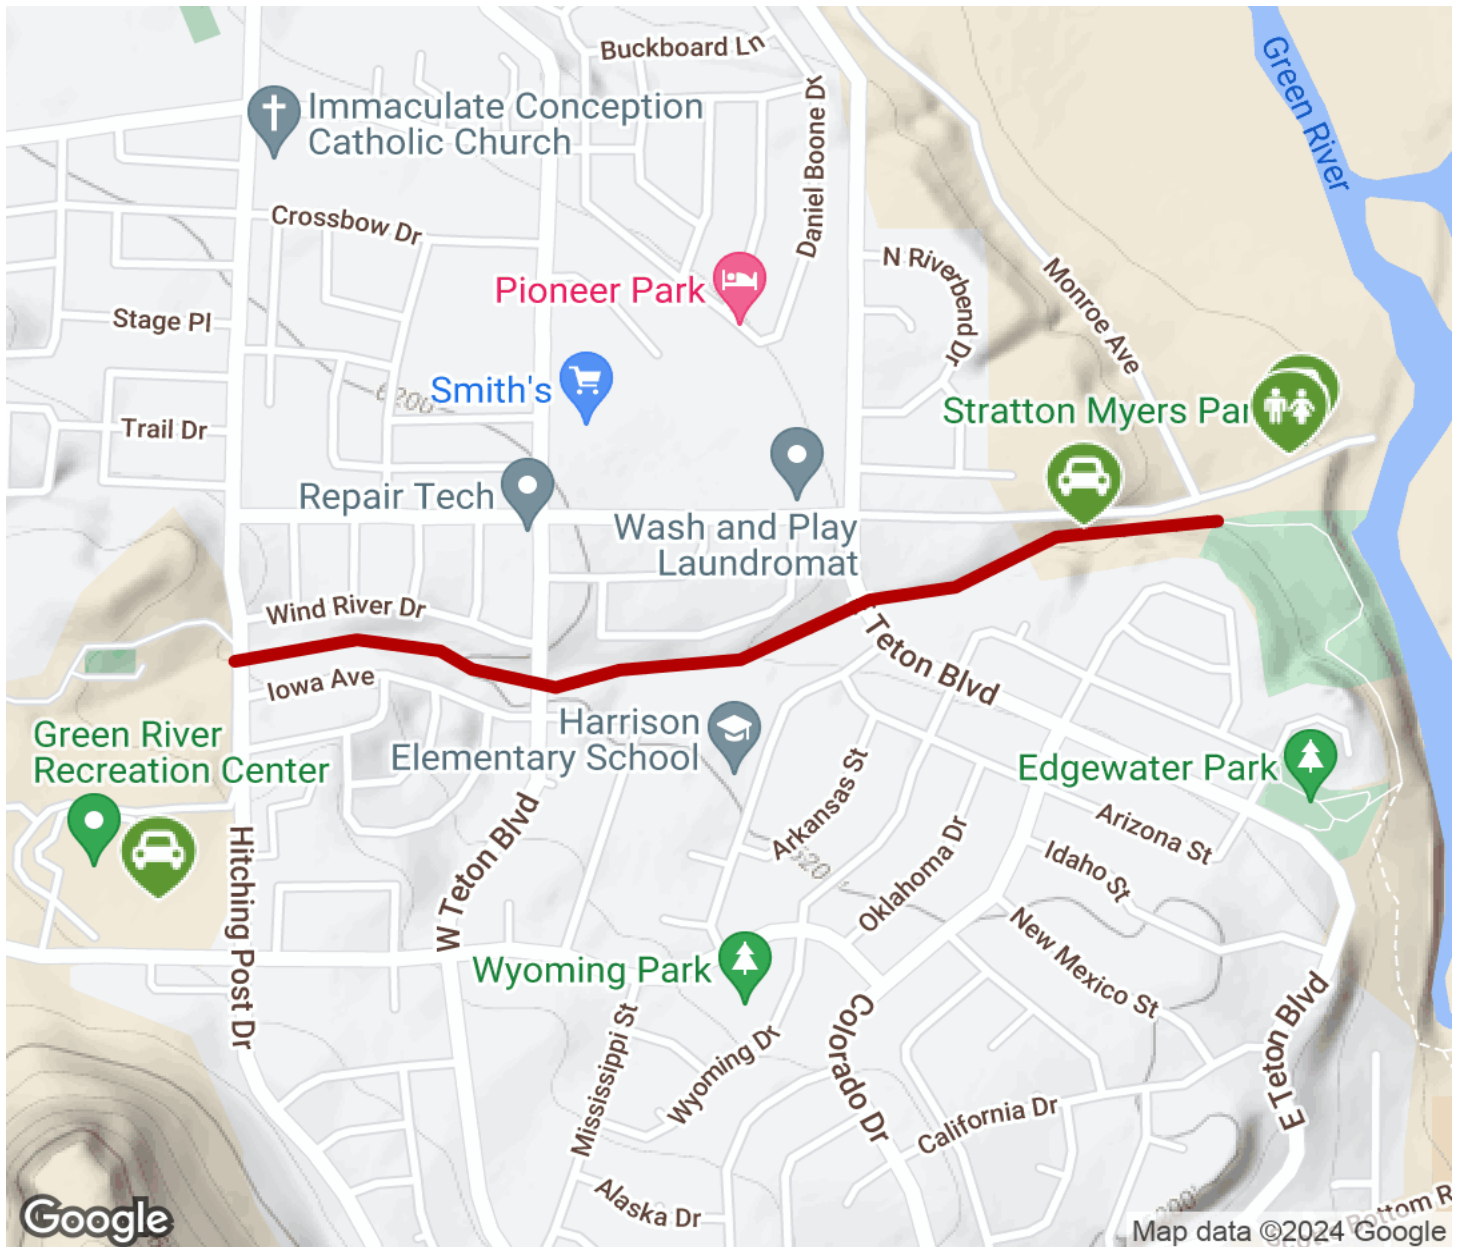 Buckboard Ln
Green River
Immaculate Conception
Catholic Church
Daniel Boone Dr
Crossbow Dr
N Riverbend Dr
Monroe Ave
Pioneer Park
Stage Pl
Smith's
6200
Stratton Myers Par
Trail Dr
Repair Tech
Wash and Play
Laundromat
Wind River Dr
Teton Blvd
Iowa Ave
Harrison
Elementary School
Green River
Recreation Center
Edgewater Park
Arkansas St
Arizona St
W Teton Blvd
Hitching Post Dr
Oklahoma Dr
Idaho St
New Mexico St
Wyoming Park
Colorado Dr
E Teton Blvd
Mississippi St
Wyoming Dr
California Dr
Alaska Dr
Google
Map data ©2024 Google